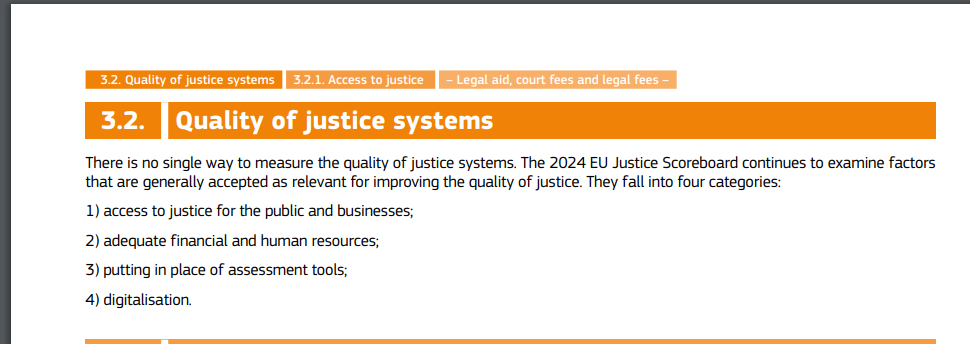 3.2. Quality of justice systems 3.2.1. Access to justice – Legal aid, court fees and legal fees –
3.2. Quality of justice systems
There is no single way to measure the quality of justice systems. The 2024 EU Justice Scoreboard continues to examine factors
that are generally accepted as relevant for improving the quality of justice. They fall into four categories:
1) access to justice for the public and businesses;
2) adequate financial and human resources;
3) putting in place of assessment tools;
4) digitalisation.